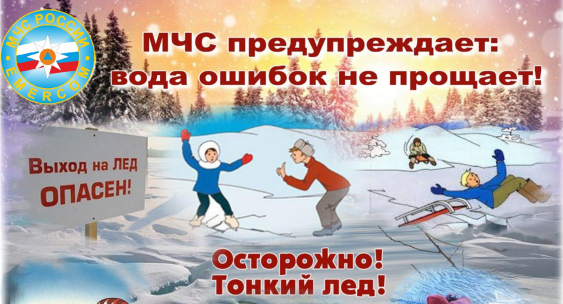 МЧС РОССИИ
EMERCOM
МЧС предупреждает:
вода ошибок не прощает!
Выход на ЛЕД
ОПАСЕН!
Осторожно!
Тонкий лед!